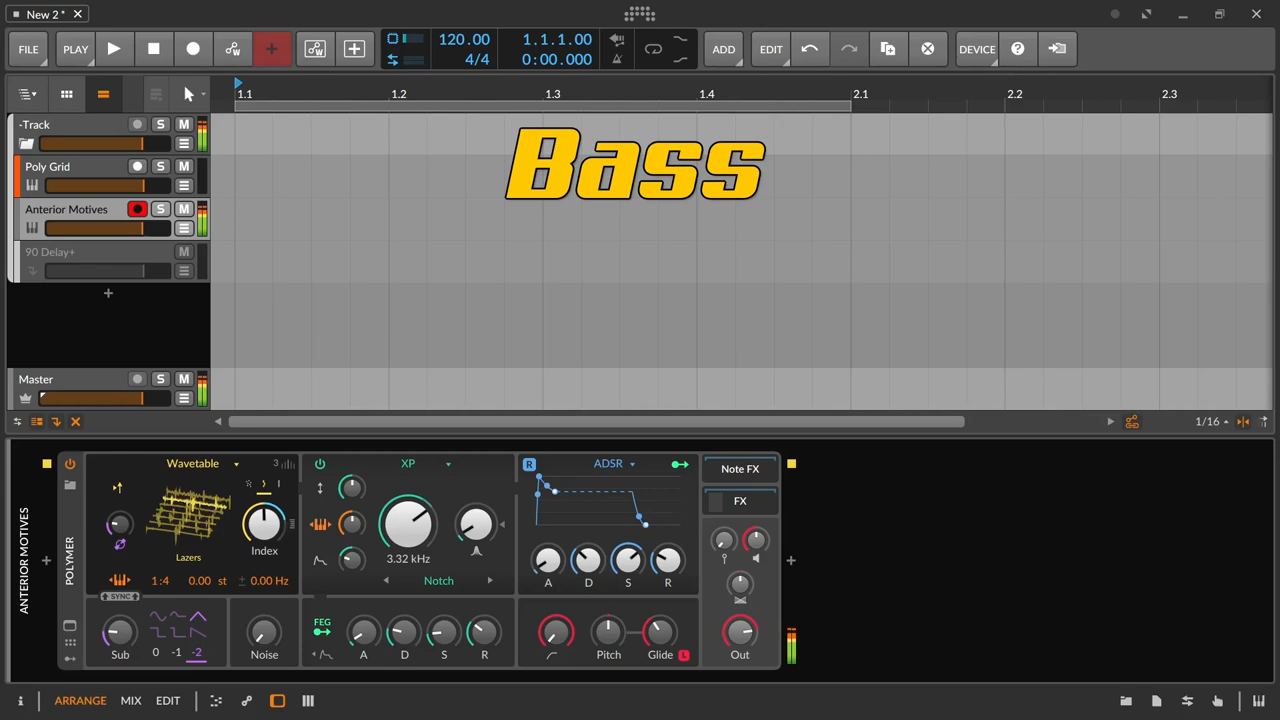 New 2 *
FILE PLAY 120.00 4/4 1.1.1.00 0:00.000 ADD EDIT DEVICE
1.1 1.2 1.3 1.4 2.1 2.2 2.3
-Track S M
Bass
Poly Grid S M
Anterior Motives S M
90 Delay+ M
Master S M
1/16
ANTERIOR MOTIVES
POLYMER
Wavetable 3 XP R ADSR Note FX
FX
Index
Lazers 3.32 kHz
1:4 0.00 st ± 0.00 Hz Notch A D S R
SYNC
FEG
Sub 0 -1 -2 Noise A D S R Pitch Glide L Out
i ARRANGE MIX EDIT